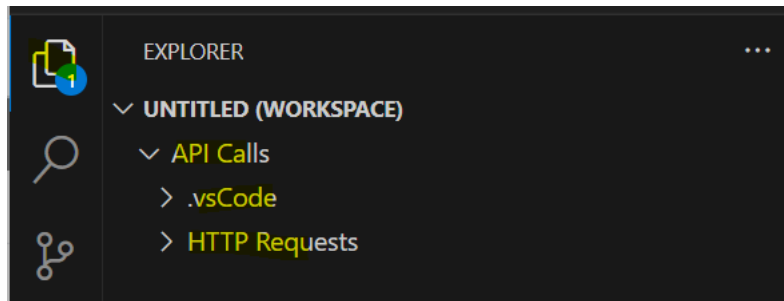 EXPLORER
...
1
UNTITLED (WORKSPACE)
API Calls
.vsCode
HTTP Requests